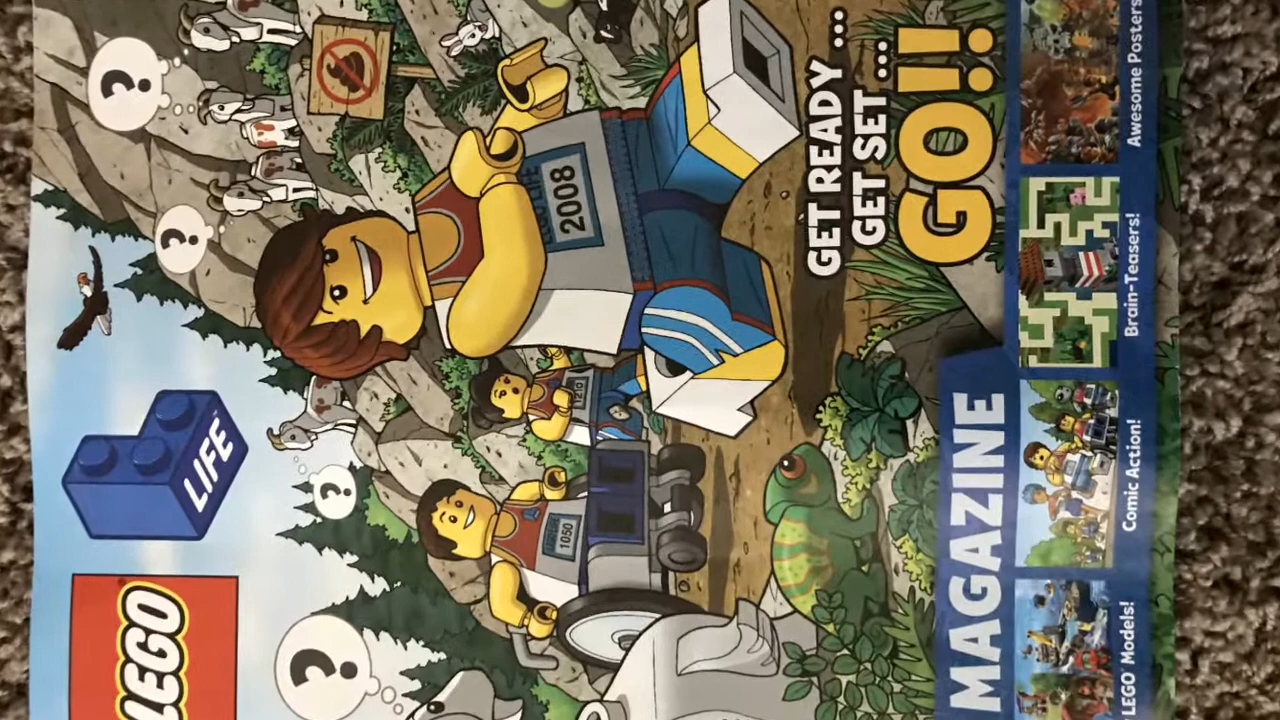 LEGO
LIFE
?
?
?
?
2008
1210
1050
GET READY ...
GET SET ...
GO!!
MAGAZINE
LEGO Models!
Comic Action!
Brain-Teasers!
Awesome Posters